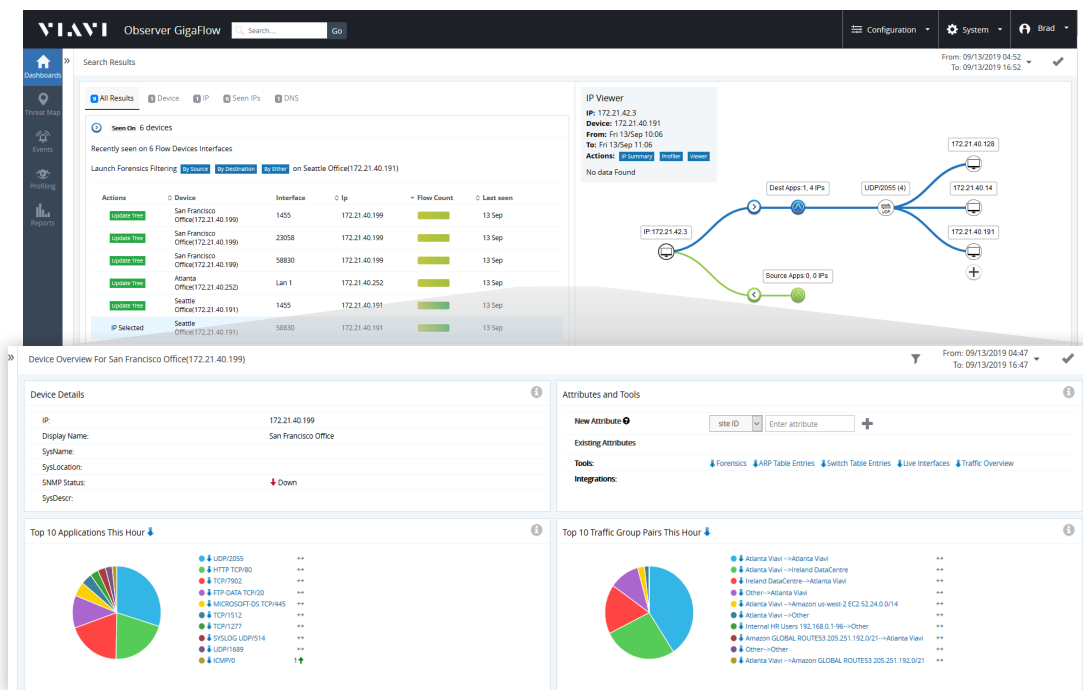 VIAVI Observer GigaFlow Search... Go Configuration System Brad
Dashboards
Threat Map
Events
Profiling
Reports
Search Results
From: 09/13/2019 04:52
To: 09/13/2019 16:52
9 All Results 1 Device 1 IP 6 Seen IPs 1 DNS
Seen On 6 devices
Recently seen on 6 Flow Devices Interfaces
Launch Forensics Filtering By Source By Destination By Either on Seattle Office(172.21.40.191)
Actions Device Interface Ip Flow Count Last seen
Update Tree San Francisco Office(172.21.40.199) 1455 172.21.40.199 13 Sep
Update Tree San Francisco Office(172.21.40.199) 23058 172.21.40.199 13 Sep
Update Tree San Francisco Office(172.21.40.199) 58830 172.21.40.199 13 Sep
Update Tree Atlanta Office(172.21.40.252) Lan 1 172.21.40.252 13 Sep
Update Tree Seattle Office(172.21.40.191) 1455 172.21.40.191 13 Sep
IP Selected Seattle Office(172.21.40.191) 58830 172.21.40.191 13 Sep
IP Viewer
IP: 172.21.42.3
Device: 172.21.40.191
From: Fri 13/Sep 10:06
To: Fri 13/Sep 11:06
Actions: IP Summary Profiler Viewer
No data Found
IP:172.21.42.3
Dest Apps:1, 4 IPs
Source Apps:0, 0 IPs
UDP/2055 (4)
UDP
172.21.40.128
172.21.40.14
172.21.40.191
Device Overview For San Francisco Office(172.21.40.199)
From: 09/13/2019 04:47
To: 09/13/2019 16:47
Device Details
IP: 172.21.40.199
Display Name: San Francisco Office
SysName:
SysLocation:
SNMP Status: Down
SysDescr:
Attributes and Tools
New Attribute site ID Enter attribute
Existing Attributes
Tools: Forensics ARP Table Entries Switch Table Entries Live Interfaces Traffic Overview
Integrations:
Top 10 Applications This Hour
UDP/2055
HTTP TCP/80
TCP/7902
FTP-DATA TCP/20
MICROSOFT-DS TCP/445
TCP/1512
TCP/1277
SYSLOG UDP/514
UDP/1689
ICMP/0 1
Top 10 Traffic Group Pairs This Hour
Atlanta Viavi -->Atlanta Viavi
Atlanta Viavi -->Ireland DataCentre
Ireland DataCentre-->Atlanta Viavi
Other-->Atlanta Viavi
Atlanta Viavi -->Amazon us-west-2 EC2 52.24.0.0/14
Atlanta Viavi -->Other
Internal HR Users 192.168.0.1-96-->Other
Amazon GLOBAL ROUTE53 205.251.192.0/21-->Atlanta Viavi
Other-->Other
Atlanta Viavi -->Amazon GLOBAL ROUTE53 205.251.192.0/21